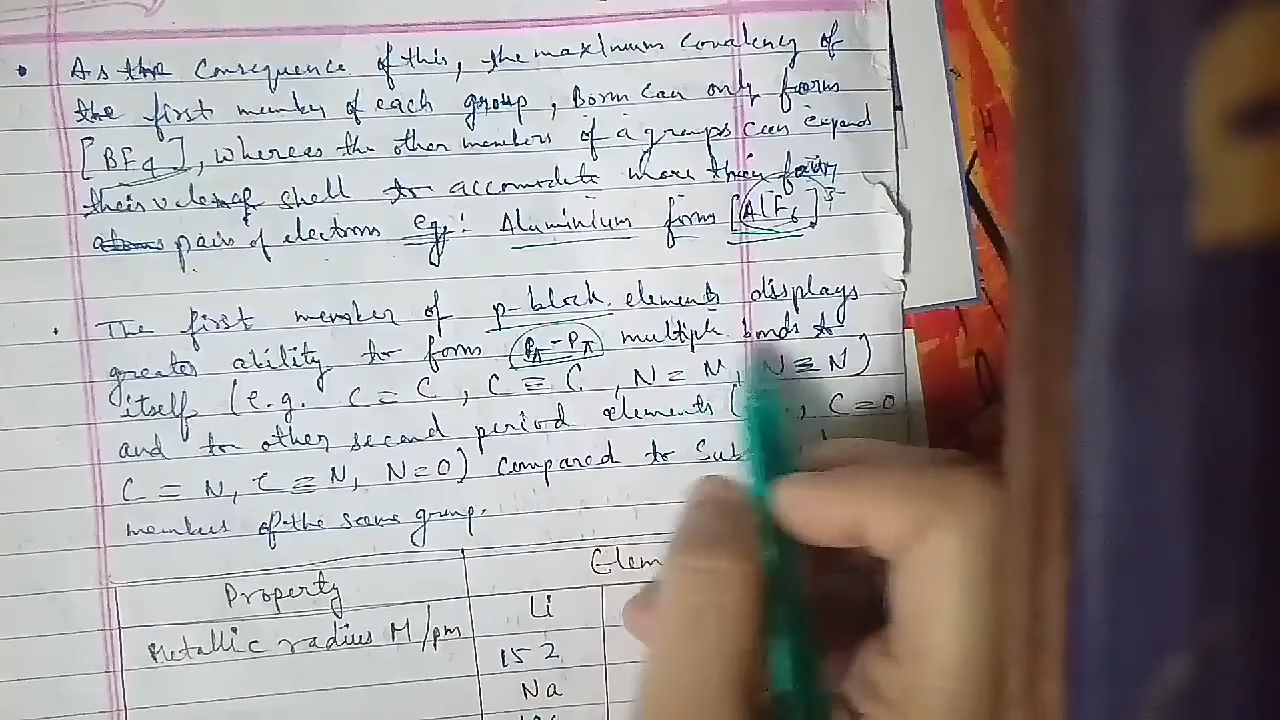 As the consequence of this, the maximum covalency of
the first member of each group, Boron can only form
[BF4], whereas the other members of a groups can expand
their shell to accomodate more than four
pairs of electrons eg: Aluminium form [AlF6]3-
The first member of p-block elements displays
greater ability to form Pπ-Pπ multiple bonds to
itself (e.g. C = C, C ≡ C, N = N, N ≡ N)
and to other second period elements ( , C=O
C = N, C ≡ N, N=O) compared to Sub
members of the same group.
Property Elem
Metallic radius M/pm Li
152
Na